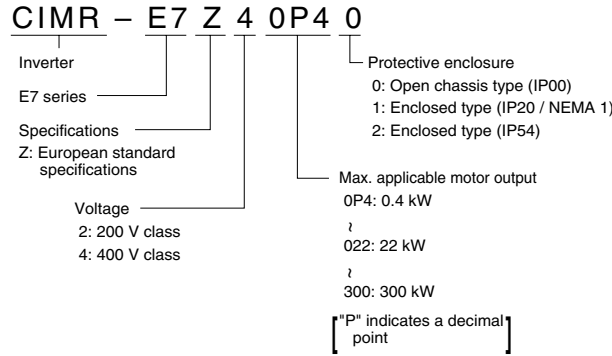 CIMR – E7 Z 4 0P4 0
Inverter
E7 series
Specifications
Z: European standard
specifications
Voltage
2: 200 V class
4: 400 V class
Protective enclosure
0: Open chassis type (IP00)
1: Enclosed type (IP20 / NEMA 1)
2: Enclosed type (IP54)
Max. applicable motor output
0P4: 0.4 kW
~
022: 22 kW
~
300: 300 kW
"P" indicates a decimal
point